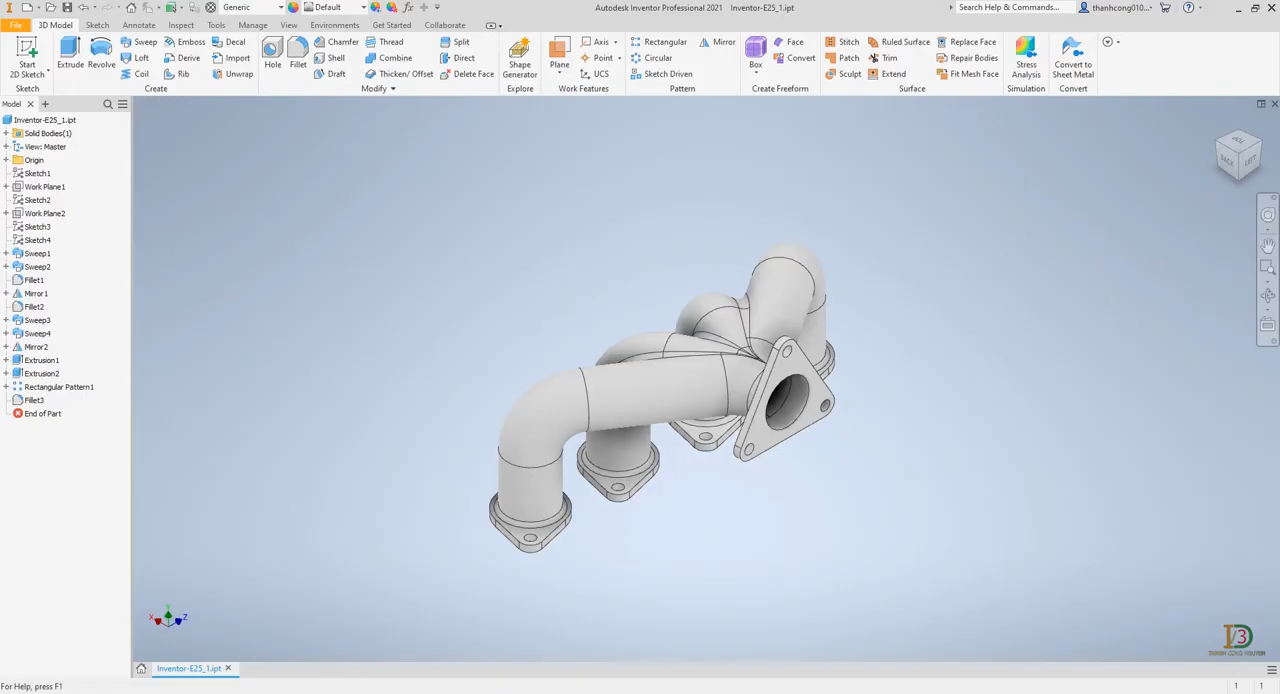 Generic
Default
Autodesk Inventor Professional 2021 Inventor-E25_1.ipt
Search Help & Commands...
thanhcong010...
File 3D Model Sketch Annotate Inspect Tools Manage View Environments Get Started Collaborate
Start
2D Sketch
Sketch
Extrude
Revolve
Sweep
Loft
Coil
Emboss
Derive
Rib
Decal
Import
Unwrap
Create
Hole
Fillet
Chamfer
Shell
Draft
Thread
Combine
Thicken/ Offset
Split
Direct
Delete Face
Modify
Shape
Generator
Explore
Plane
Axis
Point
UCS
Work Features
Rectangular
Circular
Sketch Driven
Mirror
Pattern
Box
Face
Convert
Create Freeform
Stitch
Patch
Sculpt
Ruled Surface
Trim
Extend
Replace Face
Repair Bodies
Fit Mesh Face
Surface
Stress
Analysis
Simulation
Convert to
Sheet Metal
Convert
Model
Inventor-E25_1.ipt
Solid Bodies(1)
View: Master
Origin
Sketch1
Work Plane1
Sketch2
Work Plane2
Sketch3
Sketch4
Sweep1
Sweep2
Fillet1
Mirror1
Fillet2
Sweep3
Sweep4
Mirror2
Extrusion1
Extrusion2
Rectangular Pattern1
Fillet3
End of Part
TOP
BACK
LEFT
X
Y
Z
THANH CONG NGUYEN
Inventor-E25_1.ipt
For Help, press F1
1 1